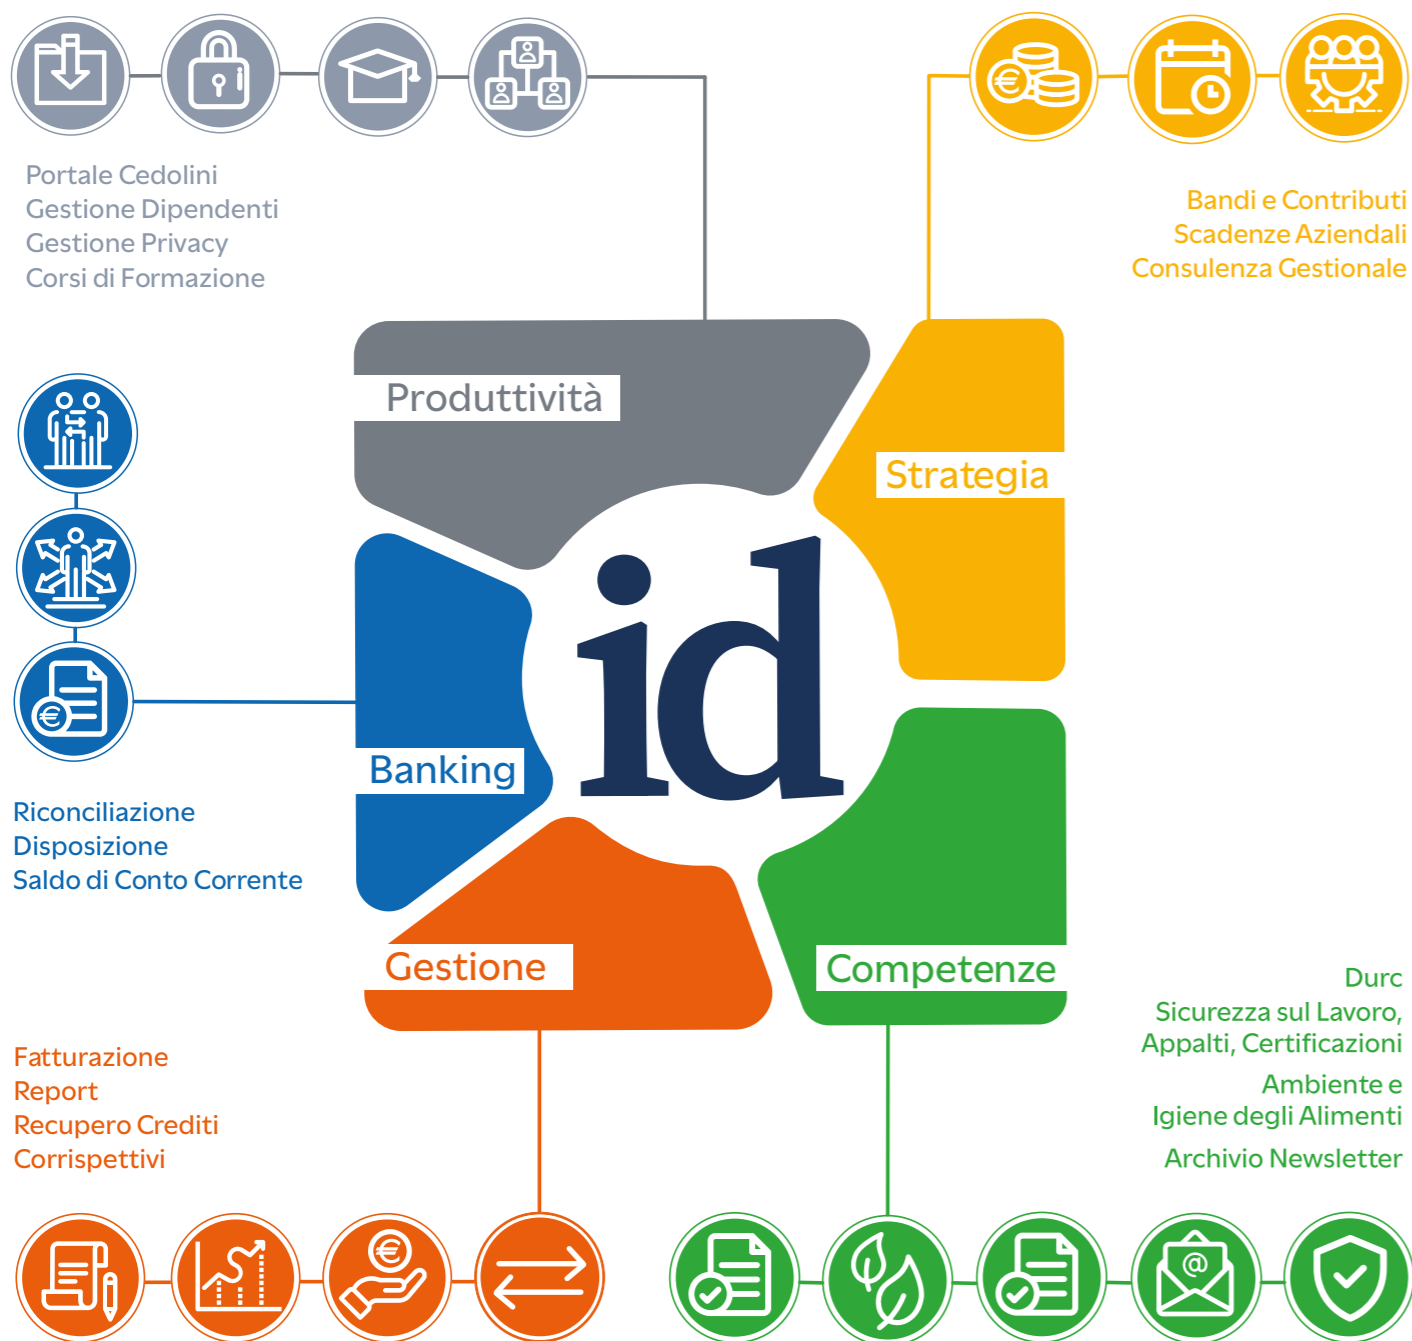 Portale Cedolini
Gestione Dipendenti
Gestione Privacy
Corsi di Formazione
Bandi e Contributi
Scadenze Aziendali
Consulenza Gestionale
Produttività
Strategia
id
Banking
Riconciliazione
Disposizione
Saldo di Conto Corrente
Gestione
Competenze
Fatturazione
Report
Recupero Crediti
Corrispettivi
Durc
Sicurezza sul Lavoro,
Appalti, Certificazioni
Ambiente e
Igiene degli Alimenti
Archivio Newsletter